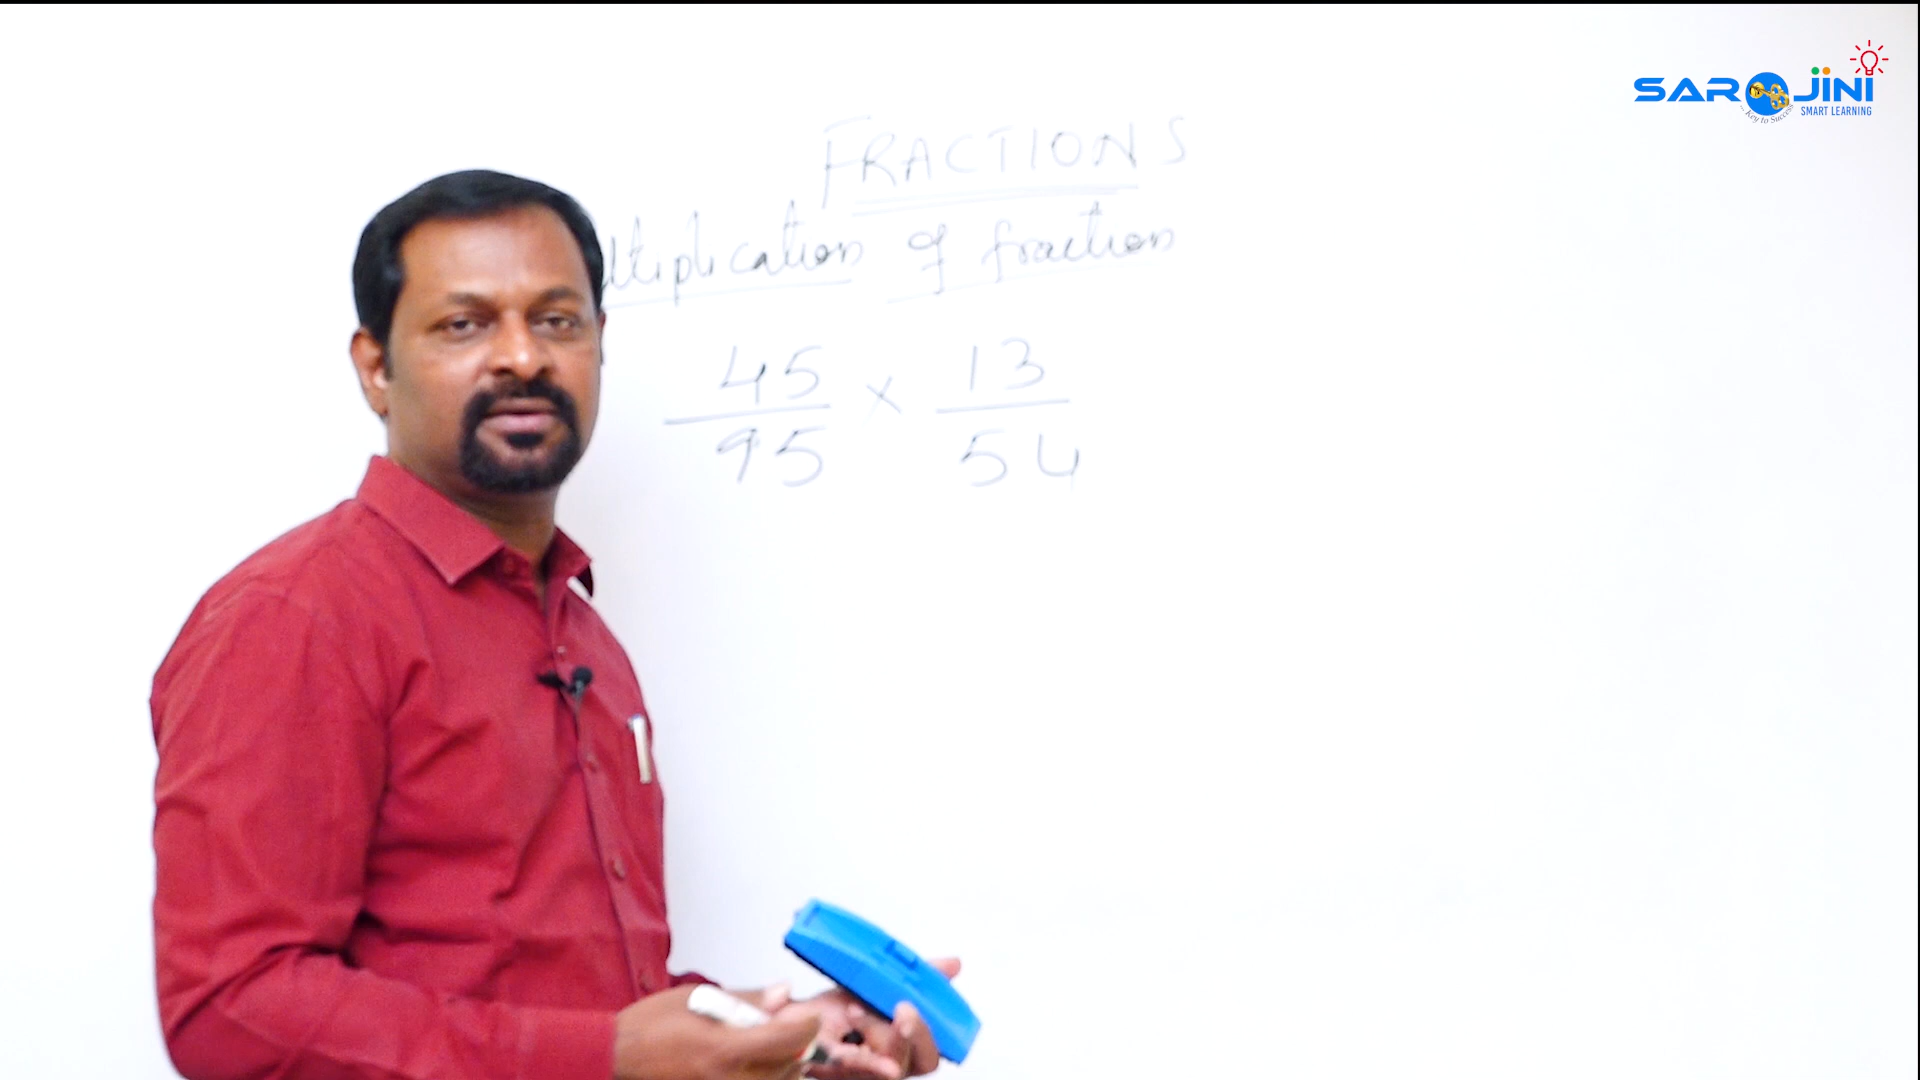 SAROJINI
Key to Success
SMART LEARNING
FRACTIONS
ltiplication of fraction
45 × 13
95 54